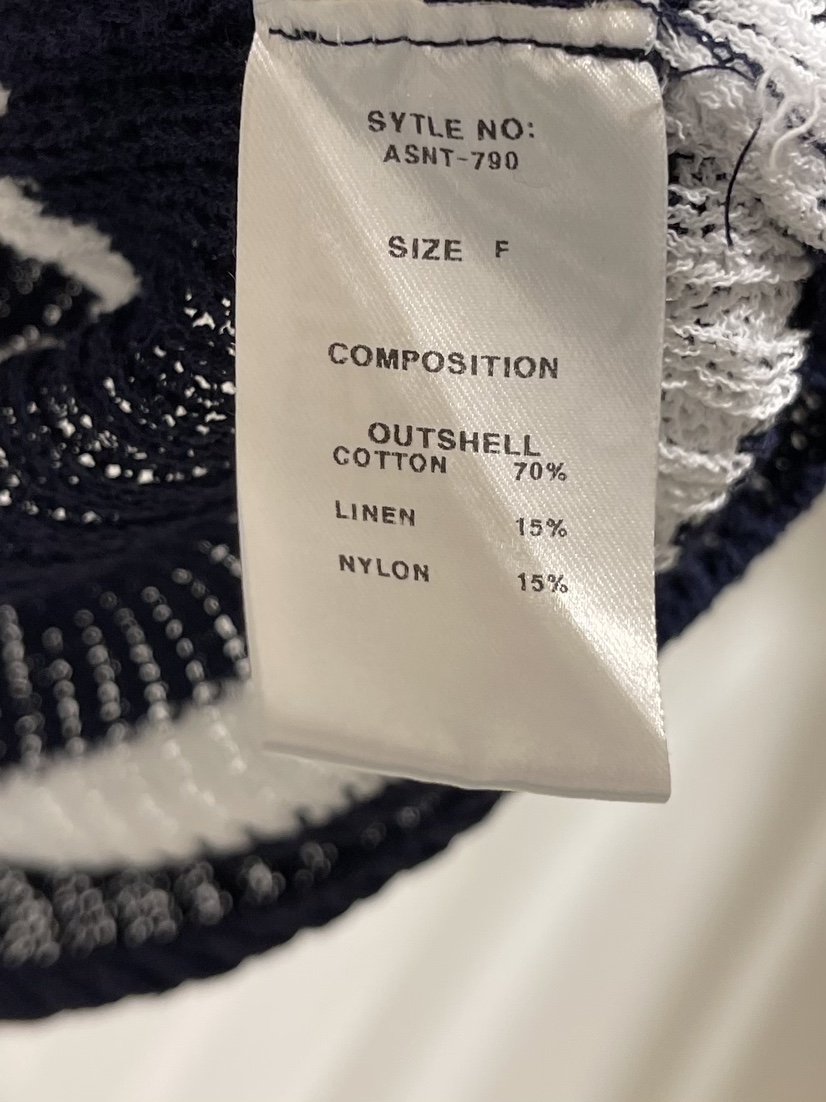 SYTLE NO:
ASNT-790
SIZE F
COMPOSITION
OUTSHELL
COTTON 70%
LINEN 15%
NYLON 15%